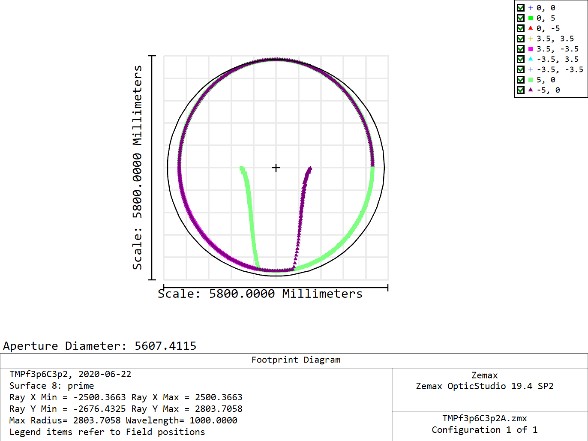 0, 0
0, 5
0, -5
3.5, 3.5
3.5, -3.5
-3.5, 3.5
-3.5, -3.5
5, 0
-5, 0
Scale: 5800.0000 Millimeters
Scale: 5800.0000 Millimeters
Aperture Diameter: 5607.4115
Footprint Diagram
TMPf3p6C3p2, 2020-06-22
Surface 8: prime
Ray X Min = -2500.3663 Ray X Max = 2500.3663
Ray Y Min = -2676.4325 Ray Y Max = 2803.7058
Max Radius= 2803.7058 Wavelength= 1000.0000
Legend items refer to Field positions
Zemax
Zemax OpticStudio 19.4 SP2
TMPf3p6C3p2A.zmx
Configuration 1 of 1